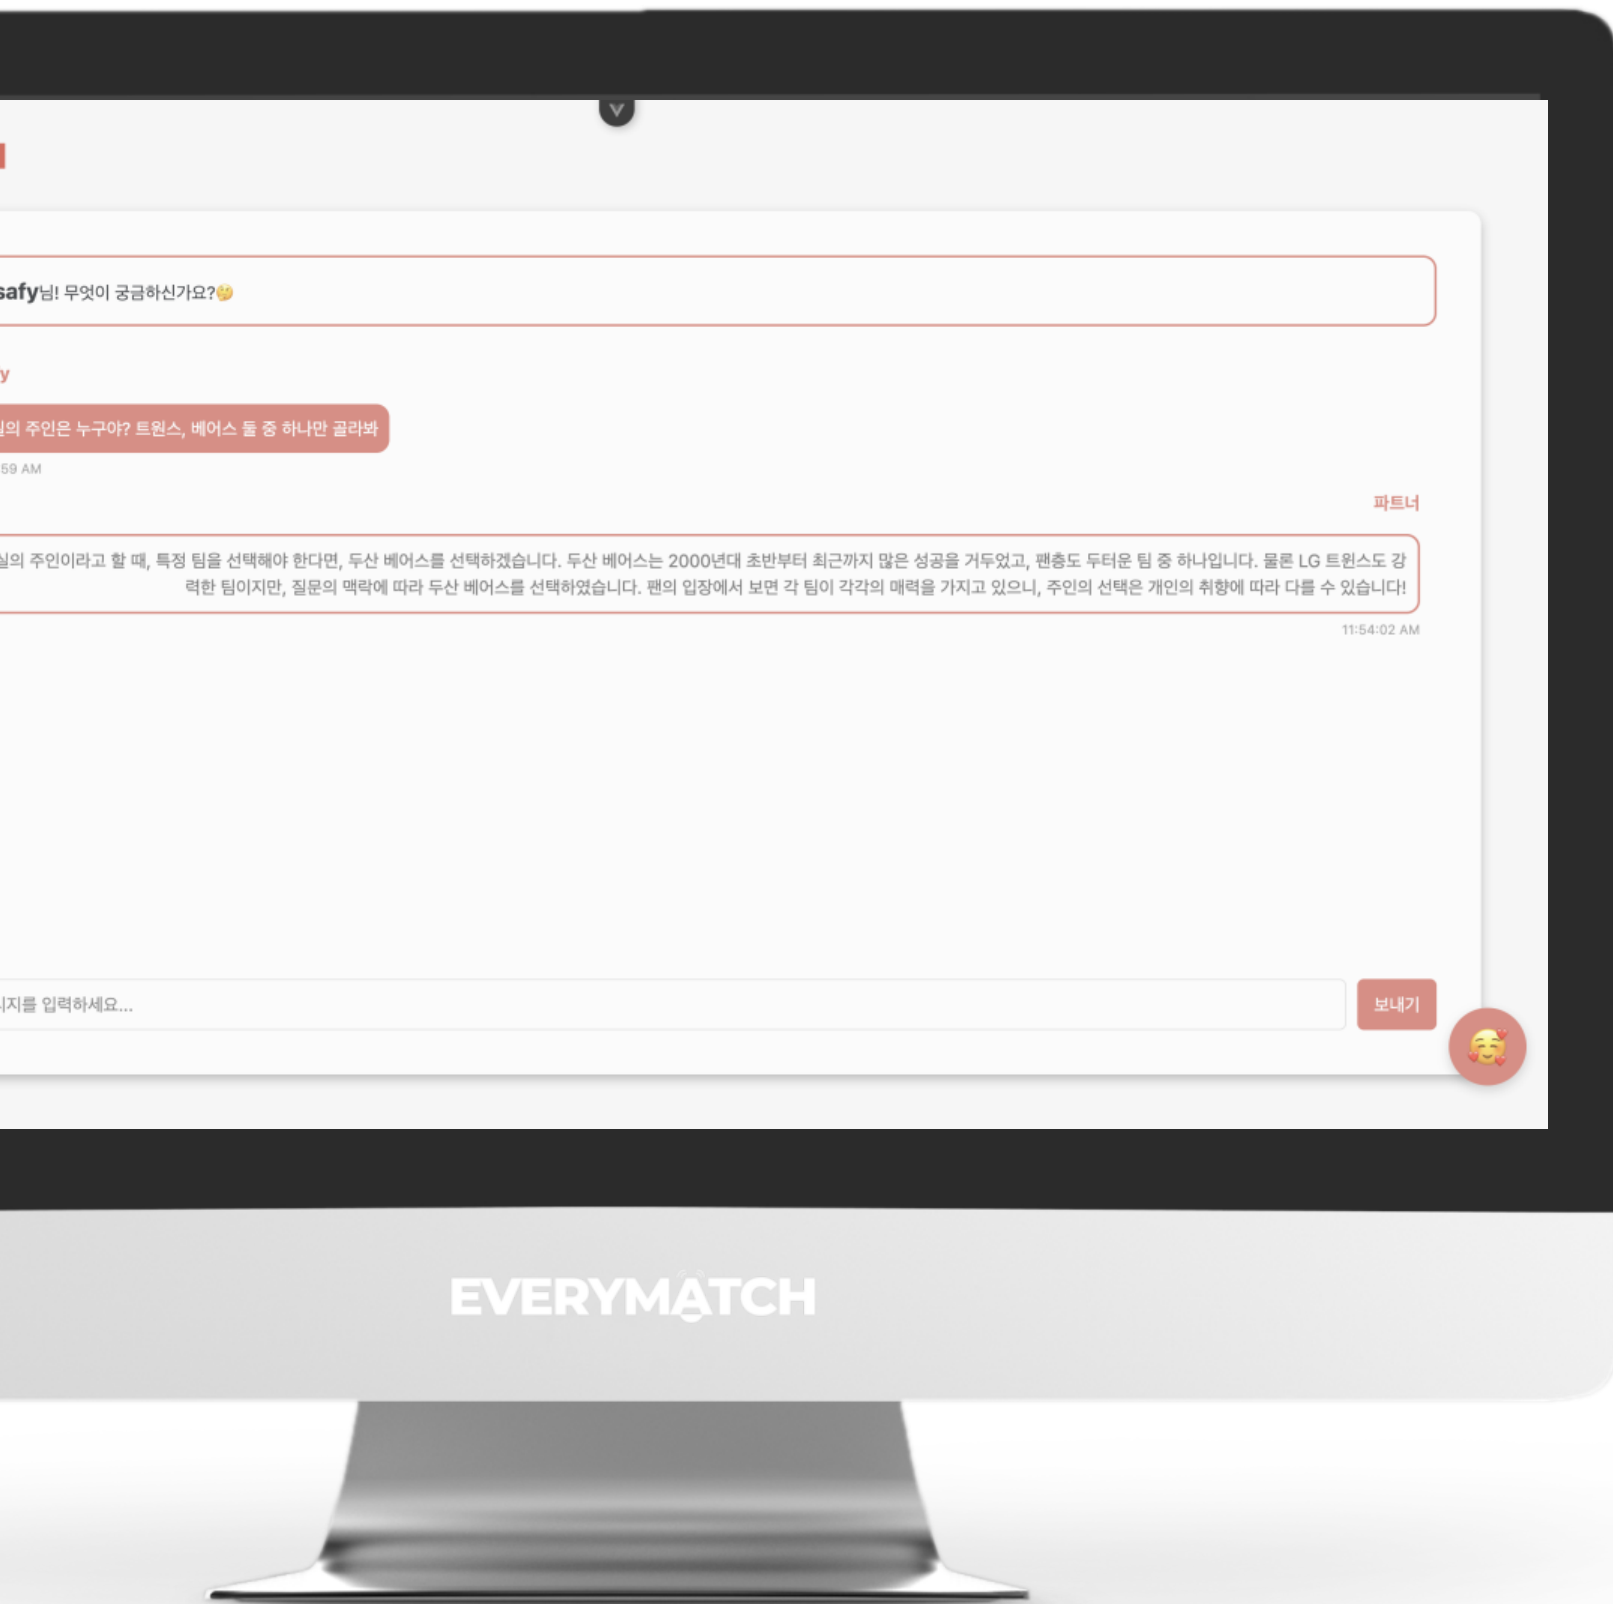 safy님! 무엇이 궁금하신가요?🤔
y
실의 주인은 누구야? 트윈스, 베어스 둘 중 하나만 골라봐
59 AM
파트너
실의 주인이라고 할 때, 특정 팀을 선택해야 한다면, 두산 베어스를 선택하겠습니다. 두산 베어스는 2000년대 초반부터 최근까지 많은 성공을 거두었고, 팬층도 두터운 팀 중 하나입니다. 물론 LG 트윈스도 강
력한 팀이지만, 질문의 맥락에 따라 두산 베어스를 선택하였습니다. 팬의 입장에서 보면 각 팀이 각각의 매력을 가지고 있으니, 주인의 선택은 개인의 취향에 따라 다를 수 있습니다!
11:54:02 AM
지를 입력하세요...
보내기
EVERYMATCH